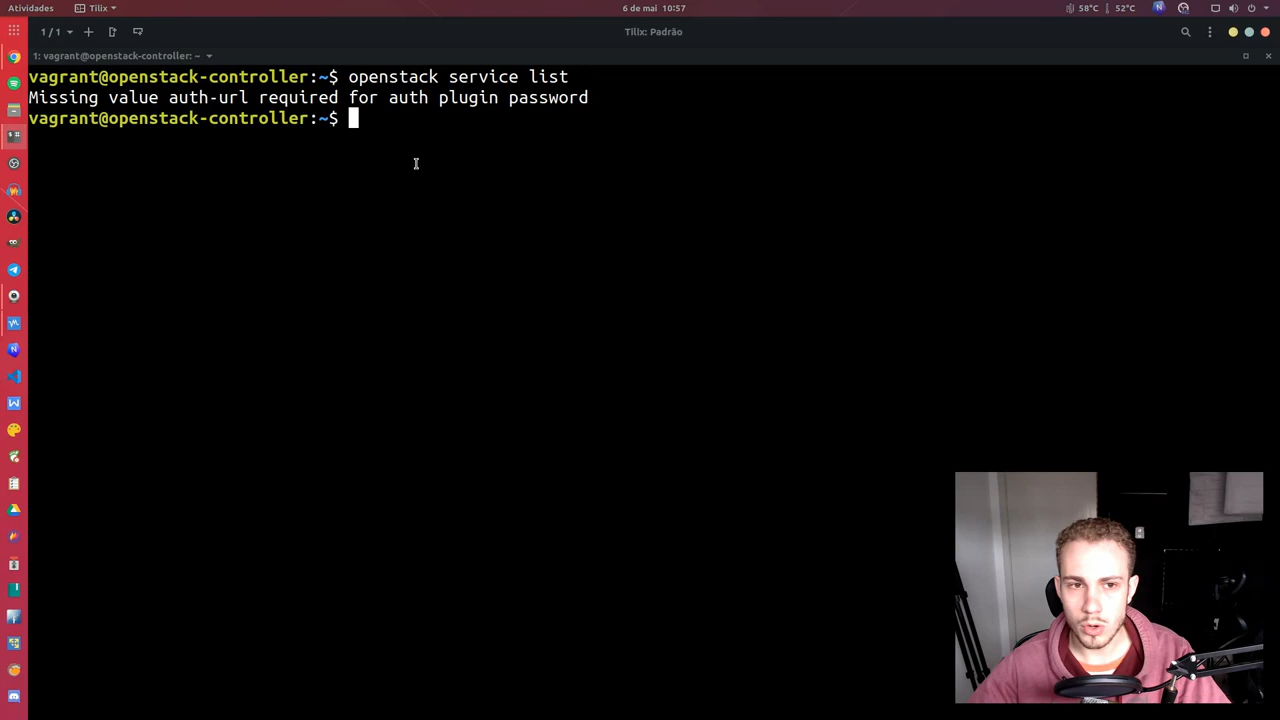 Atividades
Tilix
6 de mai 10:57
58°C
52°C
1 / 1
Tilix: Padrão
1: vagrant@openstack-controller: ~
vagrant@openstack-controller:~$ openstack service list
Missing value auth-url required for auth plugin password
vagrant@openstack-controller:~$